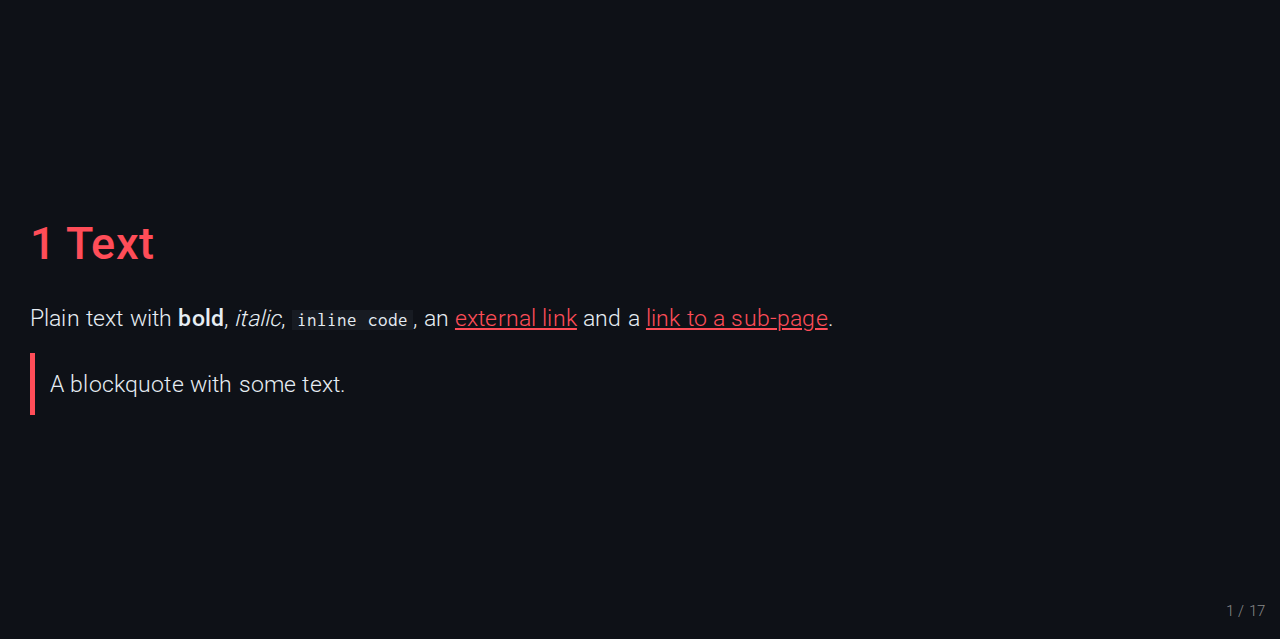 1 Text
Plain text with bold, italic, inline code, an external link and a link to a sub-page.
A blockquote with some text.
1 / 17